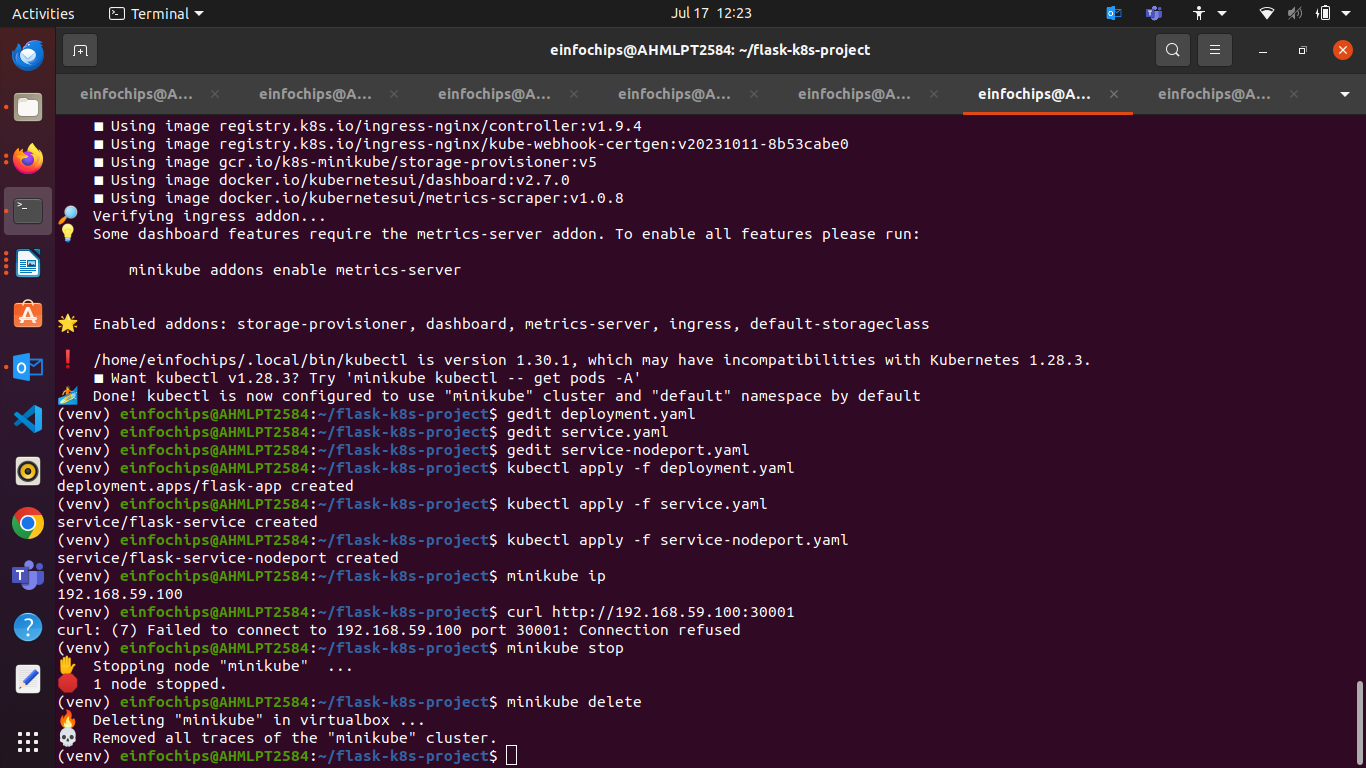 Activities
Terminal
Jul 17 12:23
einfochips@AHMLPT2584: ~/flask-k8s-project
einfochips@A...
einfochips@A...
einfochips@A...
einfochips@A...
einfochips@A...
einfochips@A...
einfochips@A...
■ Using image registry.k8s.io/ingress-nginx/controller:v1.9.4
■ Using image registry.k8s.io/ingress-nginx/kube-webhook-certgen:v20231011-8b53cabe0
■ Using image gcr.io/k8s-minikube/storage-provisioner:v5
■ Using image docker.io/kubernetesui/dashboard:v2.7.0
■ Using image docker.io/kubernetesui/metrics-scraper:v1.0.8
🔎 Verifying ingress addon...
💡 Some dashboard features require the metrics-server addon. To enable all features please run:
minikube addons enable metrics-server
🌟 Enabled addons: storage-provisioner, dashboard, metrics-server, ingress, default-storageclass
❗ /home/einfochips/.local/bin/kubectl is version 1.30.1, which may have incompatibilities with Kubernetes 1.28.3.
■ Want kubectl v1.28.3? Try 'minikube kubectl -- get pods -A'
🏄 Done! kubectl is now configured to use "minikube" cluster and "default" namespace by default
(venv) einfochips@AHMLPT2584:~/flask-k8s-project$ gedit deployment.yaml
(venv) einfochips@AHMLPT2584:~/flask-k8s-project$ gedit service.yaml
(venv) einfochips@AHMLPT2584:~/flask-k8s-project$ gedit service-nodeport.yaml
(venv) einfochips@AHMLPT2584:~/flask-k8s-project$ kubectl apply -f deployment.yaml
deployment.apps/flask-app created
(venv) einfochips@AHMLPT2584:~/flask-k8s-project$ kubectl apply -f service.yaml
service/flask-service created
(venv) einfochips@AHMLPT2584:~/flask-k8s-project$ kubectl apply -f service-nodeport.yaml
service/flask-service-nodeport created
(venv) einfochips@AHMLPT2584:~/flask-k8s-project$ minikube ip
192.168.59.100
(venv) einfochips@AHMLPT2584:~/flask-k8s-project$ curl http://192.168.59.100:30001
curl: (7) Failed to connect to 192.168.59.100 port 30001: Connection refused
(venv) einfochips@AHMLPT2584:~/flask-k8s-project$ minikube stop
✋ Stopping node "minikube" ...
🛑 1 node stopped.
(venv) einfochips@AHMLPT2584:~/flask-k8s-project$ minikube delete
🔥 Deleting "minikube" in virtualbox ...
💀 Removed all traces of the "minikube" cluster.
(venv) einfochips@AHMLPT2584:~/flask-k8s-project$